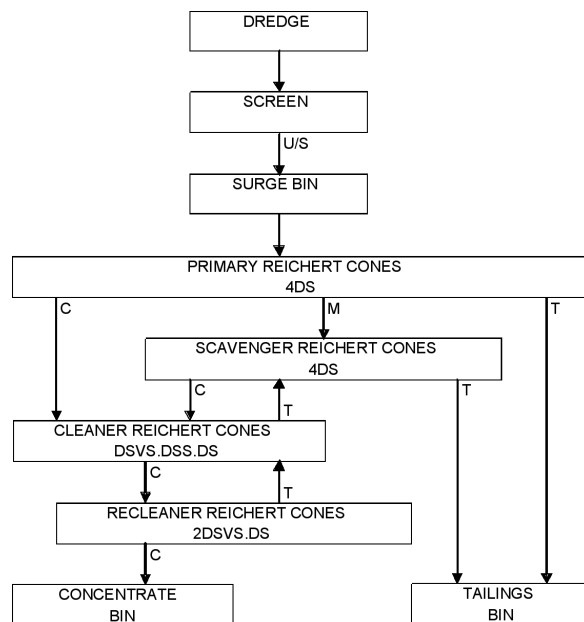 DREDGE
SCREEN
U/S
SURGE BIN
PRIMARY REICHERT CONES
4DS
C
M
T
SCAVENGER REICHERT CONES
4DS
C
T
T
CLEANER REICHERT CONES
DSVS.DSS.DS
C
T
RECLEANER REICHERT CONES
2DSVS.DS
C
CONCENTRATE
BIN
TAILINGS
BIN